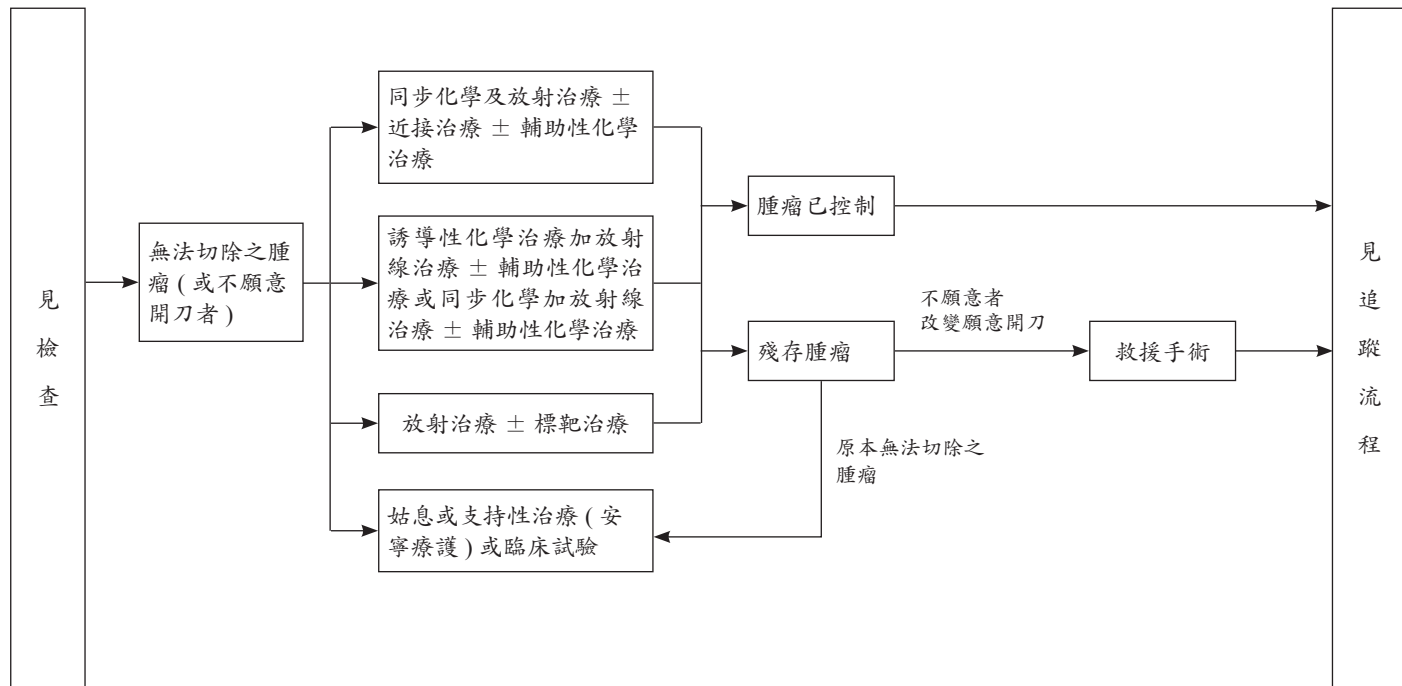 見檢查
無法切除之腫
瘤 ( 或不願意
開刀者 )
同步化學及放射治療 ±
近接治療 ± 輔助性化學
治療
誘導性化學治療加放射
線治療 ± 輔助性化學治
療或同步化學加放射線
治療 ± 輔助性化學治療
放射治療 ± 標靶治療
姑息或支持性治療 ( 安
寧療護 ) 或臨床試驗
腫瘤已控制
殘存腫瘤
不願意者
改變願意開刀
原本無法切除之
腫瘤
救援手術
見追蹤流程